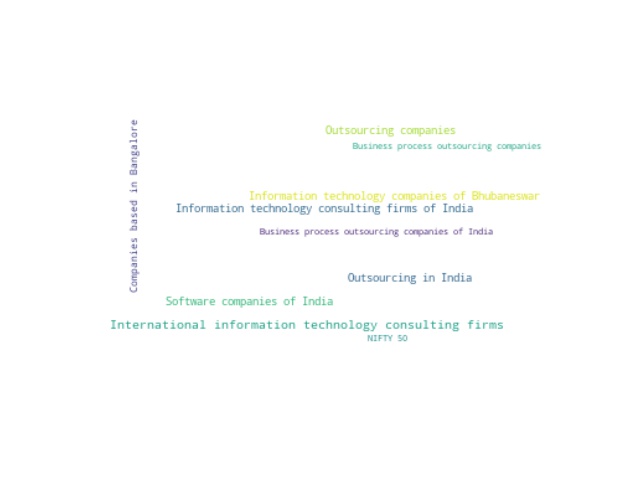 Companies based in Bangalore
Outsourcing companies
Business process outsourcing companies
Information technology companies of Bhubaneswar
Information technology consulting firms of India
Business process outsourcing companies of India
Outsourcing in India
Software companies of India
International information technology consulting firms
NIFTY 50